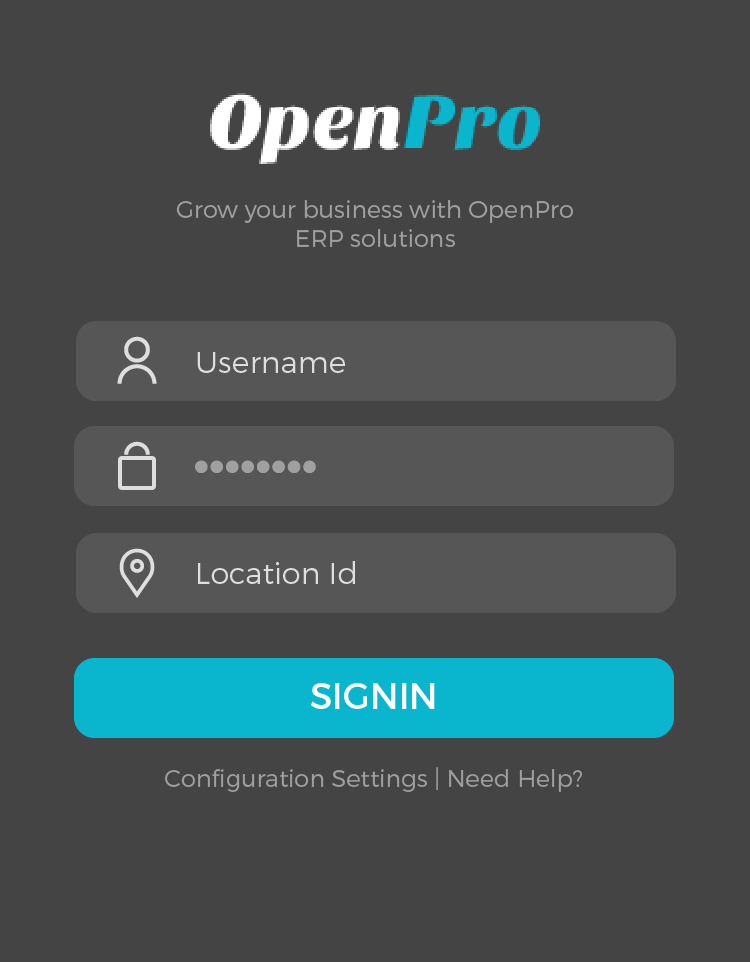 OpenPro
Grow your business with OpenPro
ERP solutions
Username
••••••••
Location Id
SIGNIN
Configuration Settings | Need Help?